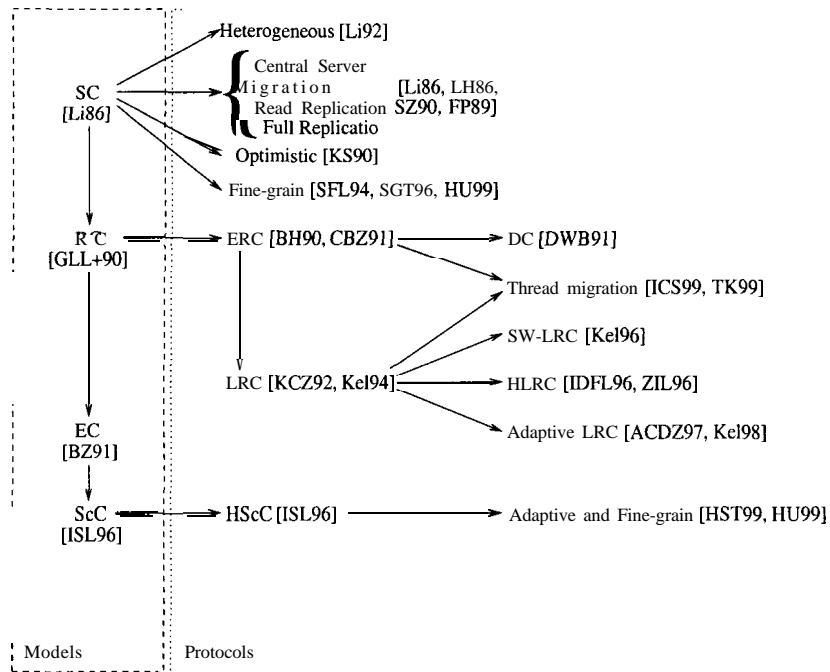 Heterogeneous [Li92]
Central Server
Migration [Li86, LH86,
Read Replication SZ90, FP89]
Full Replicatio
SC
[Li86]
Optimistic [KS90]
Fine-grain [SFL94, SGT96, HU99]
RC
[GLL+90]
ERC [BH90, CBZ91]
DC [DWB91]
Thread migration [ICS99, TK99]
SW-LRC [Kel96]
LRC [KCZ92, Kel94]
HLRC [IDFL96, ZIL96]
Adaptive LRC [ACDZ97, Kel98]
EC
[BZ91]
ScC
[ISL96]
HScC [ISL96]
Adaptive and Fine-grain [HST99, HU99]
Models
Protocols